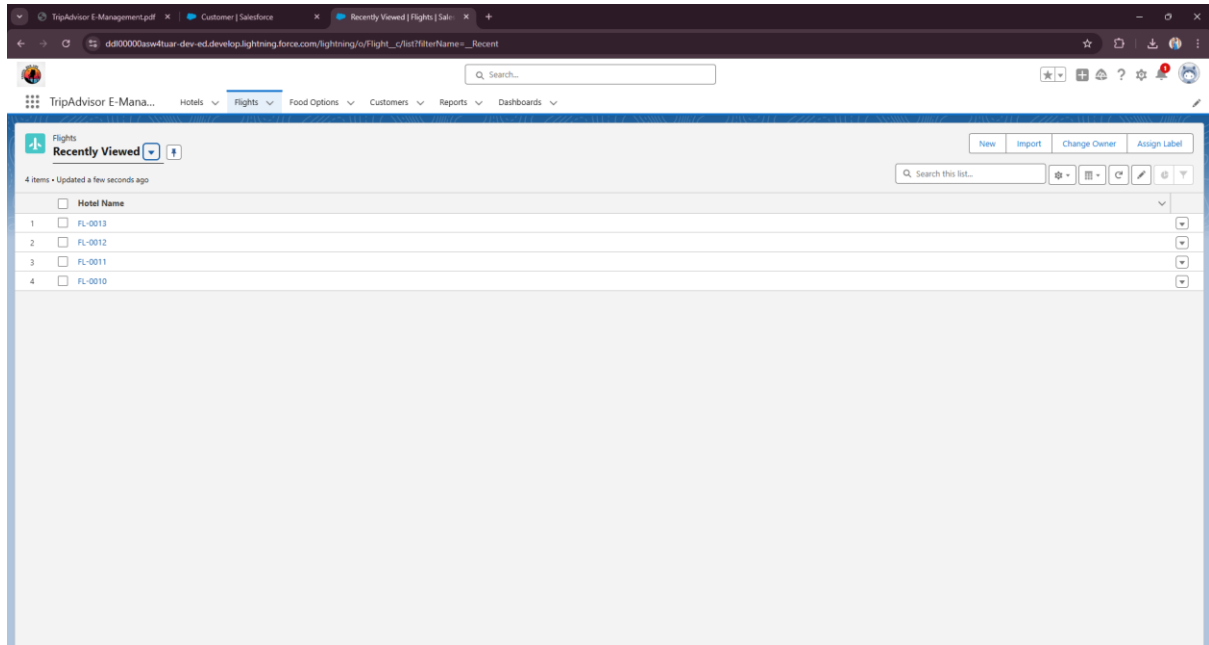 TripAdvisor E-Management.pdf Customer | Salesforce Recently Viewed | Flights | Sale
ddl00000asw4tuar-dev-ed.develop.lightning.force.com/lightning/o/Flight__c/list?filterName=__Recent
Search...
TripAdvisor E-Mana... Hotels Flights Food Options Customers Reports Dashboards
Flights
Recently Viewed
New Import Change Owner Assign Label
4 items • Updated a few seconds ago
Search this list...
Hotel Name
1 FL-0013
2 FL-0012
3 FL-0011
4 FL-0010